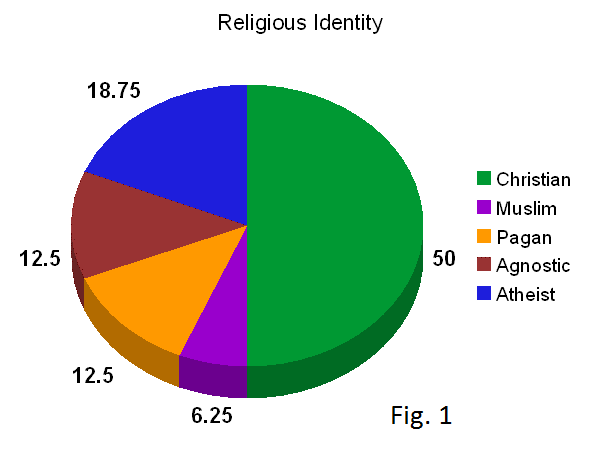 Religious Identity
18.75
Christian
Muslim
Pagan
Agnostic
Atheist
12.5
50
12.5
6.25
Fig. 1